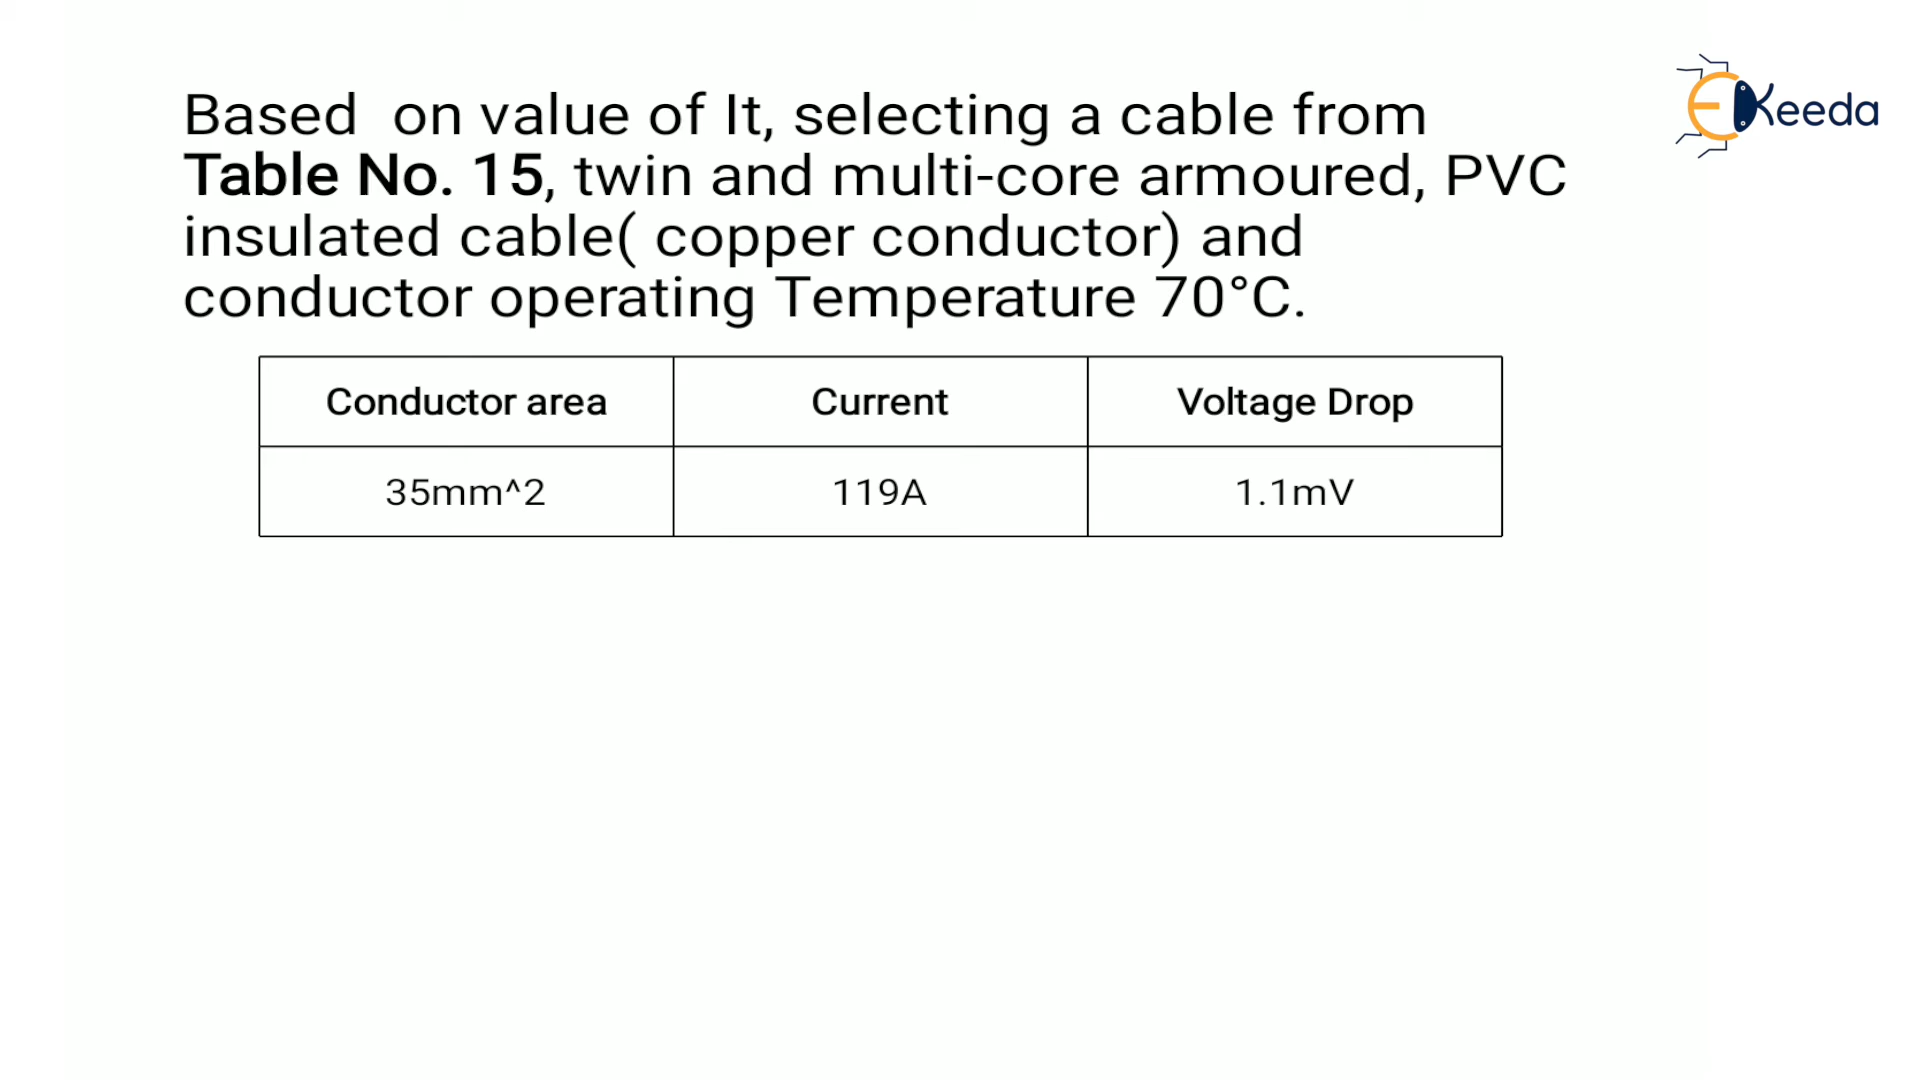 Based on value of It, selecting a cable from
Table No. 15, twin and multi-core armoured, PVC
insulated cable( copper conductor) and
conductor operating Temperature 70°C.
Conductor area Current Voltage Drop
35mm^2 119A 1.1mV
EKeeda